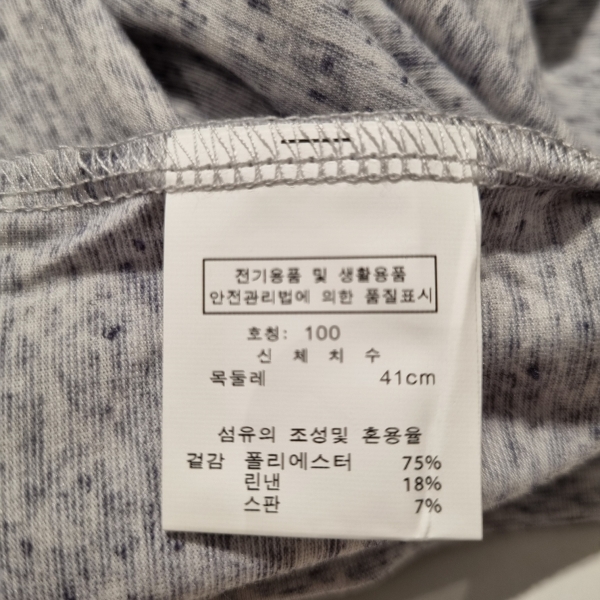 전기용품 및 생활용품
안전관리법에 의한 품질표시
호칭: 100
신 체 치 수
목둘레 41cm
섬유의 조성및 혼용율
겉감 폴리에스터 75%
린낸 18%
스판 7%